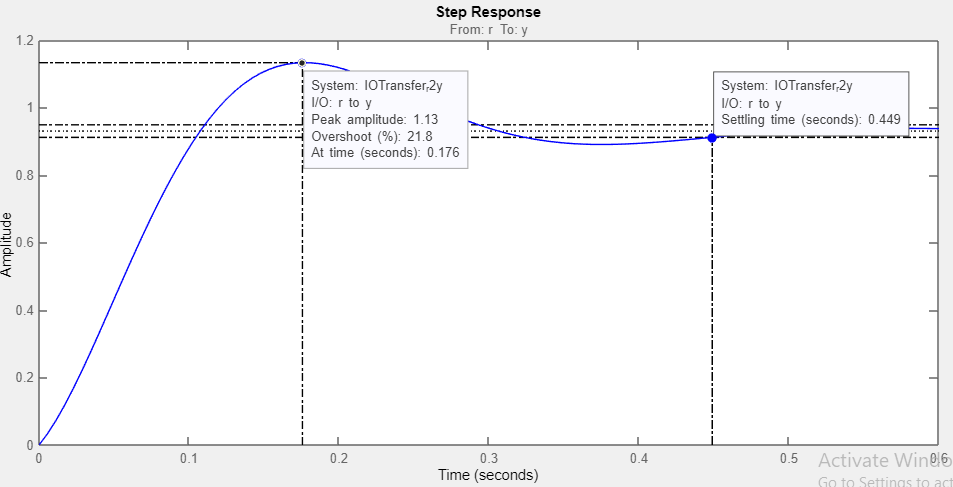 Step Response
From: r To: y
1.2
1
0.8
0.6
0.4
0.2
0
Amplitude
System: IOTransferᵣ2y
I/O: r to y
Peak amplitude: 1.13
Overshoot (%): 21.8
At time (seconds): 0.176
System: IOTransferᵣ2y
I/O: r to y
Settling time (seconds): 0.449
0 0.1 0.2 0.3 0.4 0.5 0.6
Time (seconds)
Activate Windo
Go to Settings to act